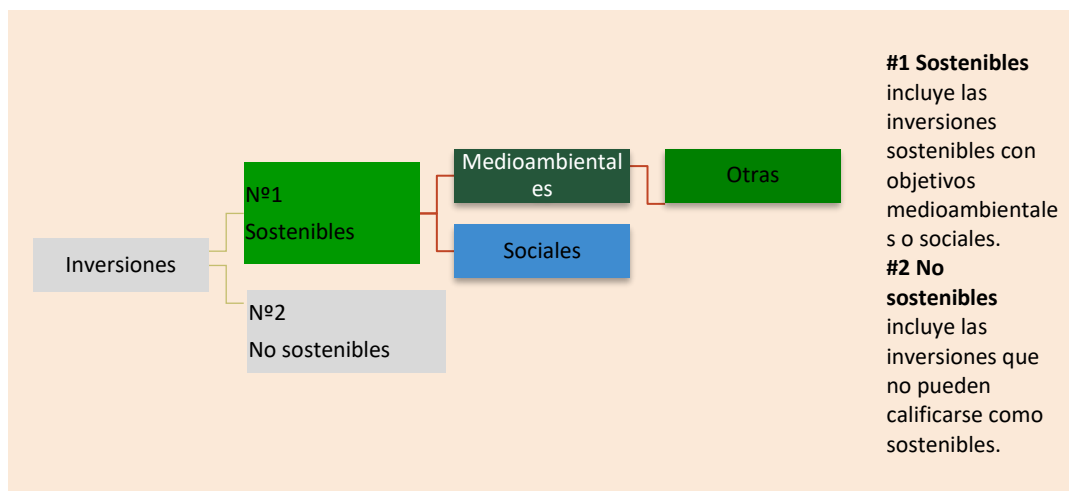 Inversiones
Nº1
Sostenibles
Nº2
No sostenibles
Medioambiental
es
Sociales
Otras
#1 Sostenibles
incluye las
inversiones
sostenibles con
objetivos
medioambientale
s o sociales.
#2 No
sostenibles
incluye las
inversiones que
no pueden
calificarse como
sostenibles.